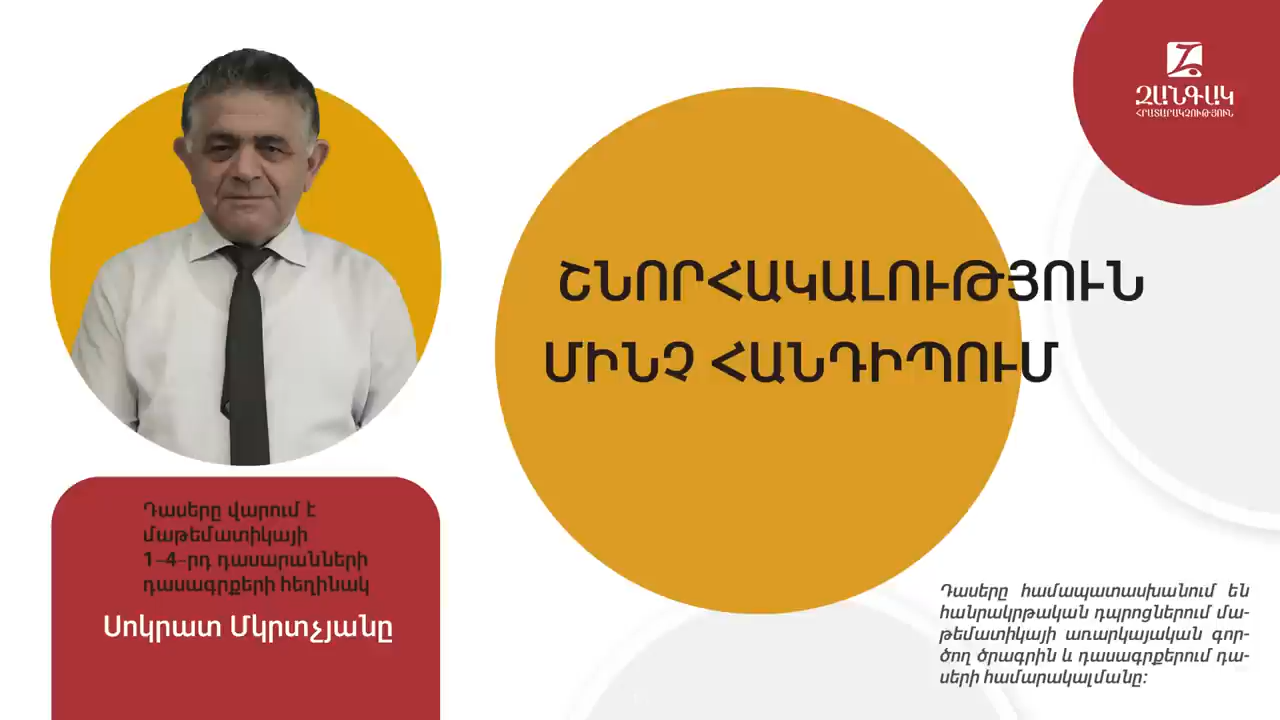 ԶԱՆԳԱԿ
ՀՐԱՏԱՐԱԿՉՈՒԹՅՈՒՆ
ՇՆՈՐՀԱԿԱԼՈՒԹՅՈՒՆ
ՄԻՆՉ ՀԱՆԴԻՊՈՒՄ
Դասերը վարում է
մաթեմատիկայի
1-4-րդ դասարանների
դասագրքերի հեղինակ
Սոկրատ Մկրտչյանը
Դասերը համապատասխանում են
հանրակրթական դպրոցներում մա-
թեմատիկայի առարկայական գոր-
ծող ծրագրին և դասագրքերում դա-
սերի համարակալմանը: